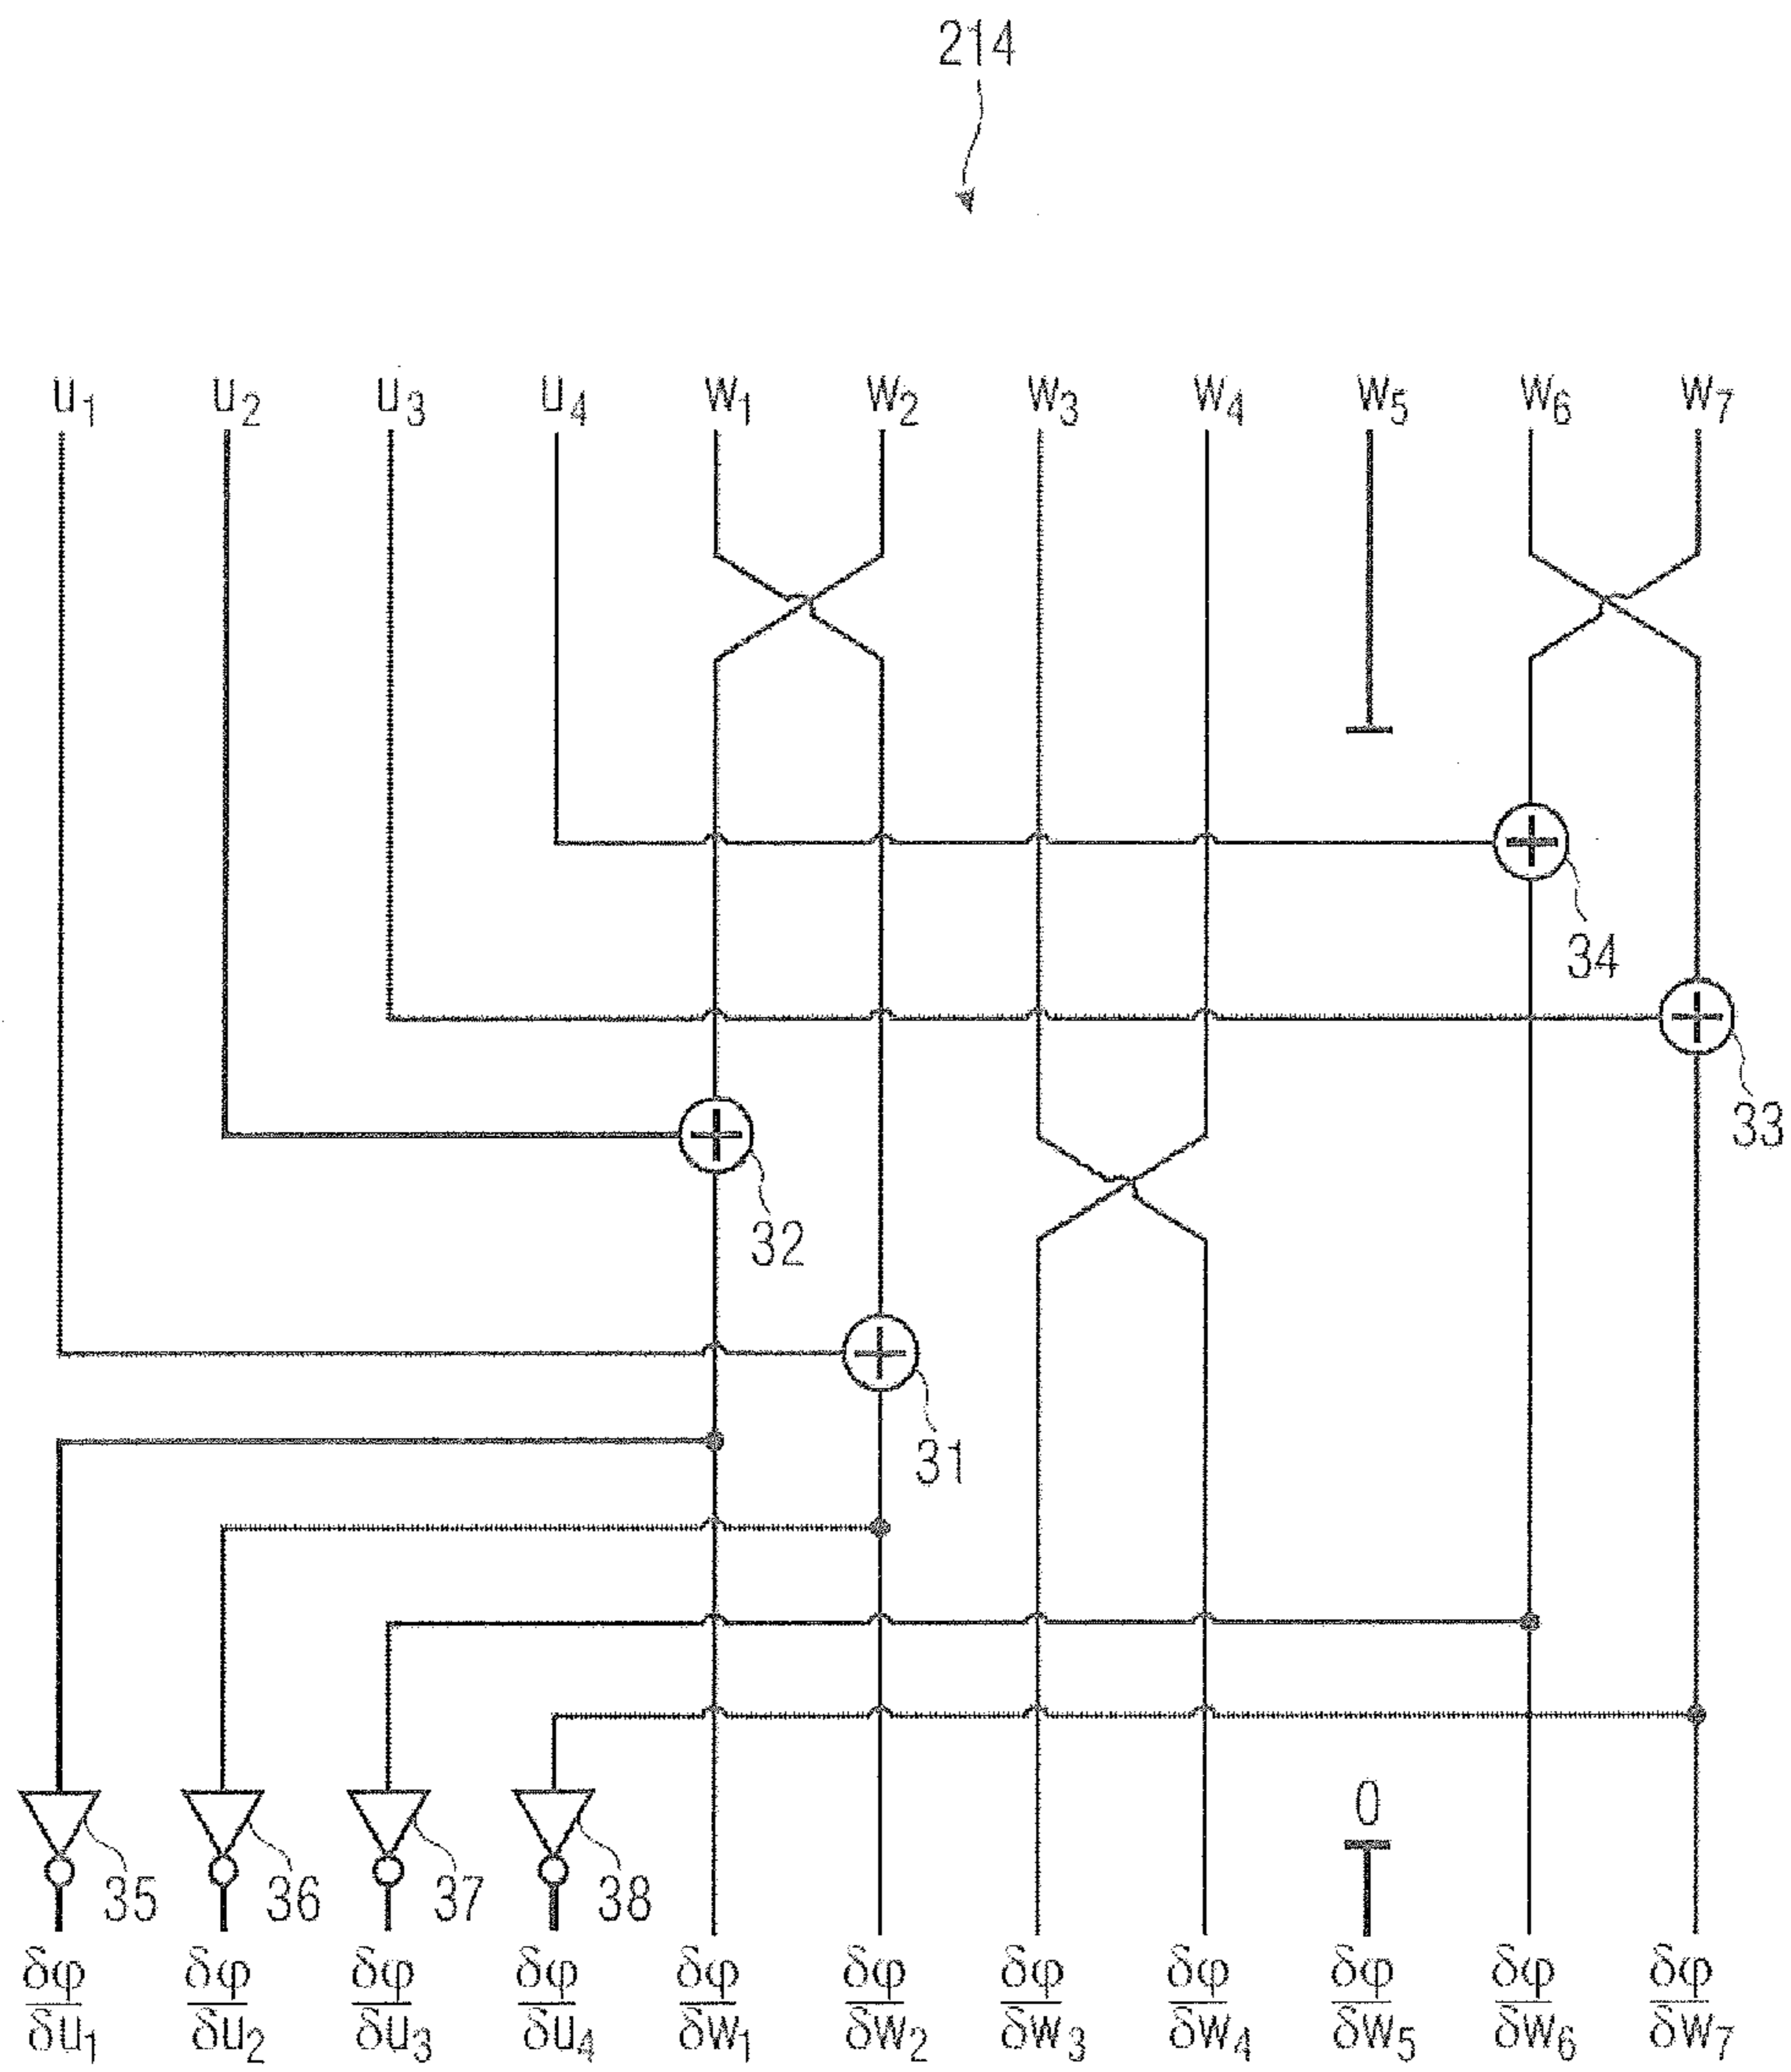 214
u₁ u₂ u₃ u₄ w₁ w₂ w₃ w₄ w₅ w₆ w₇
34
33
32
31
0
35 36 37 38
δφ δφ δφ δφ δφ δφ δφ δφ δφ δφ δφ
δu₁ δu₂ δu₃ δu₄ δw₁ δw₂ δw₃ δw₄ δw₅ δw₆ δw₇